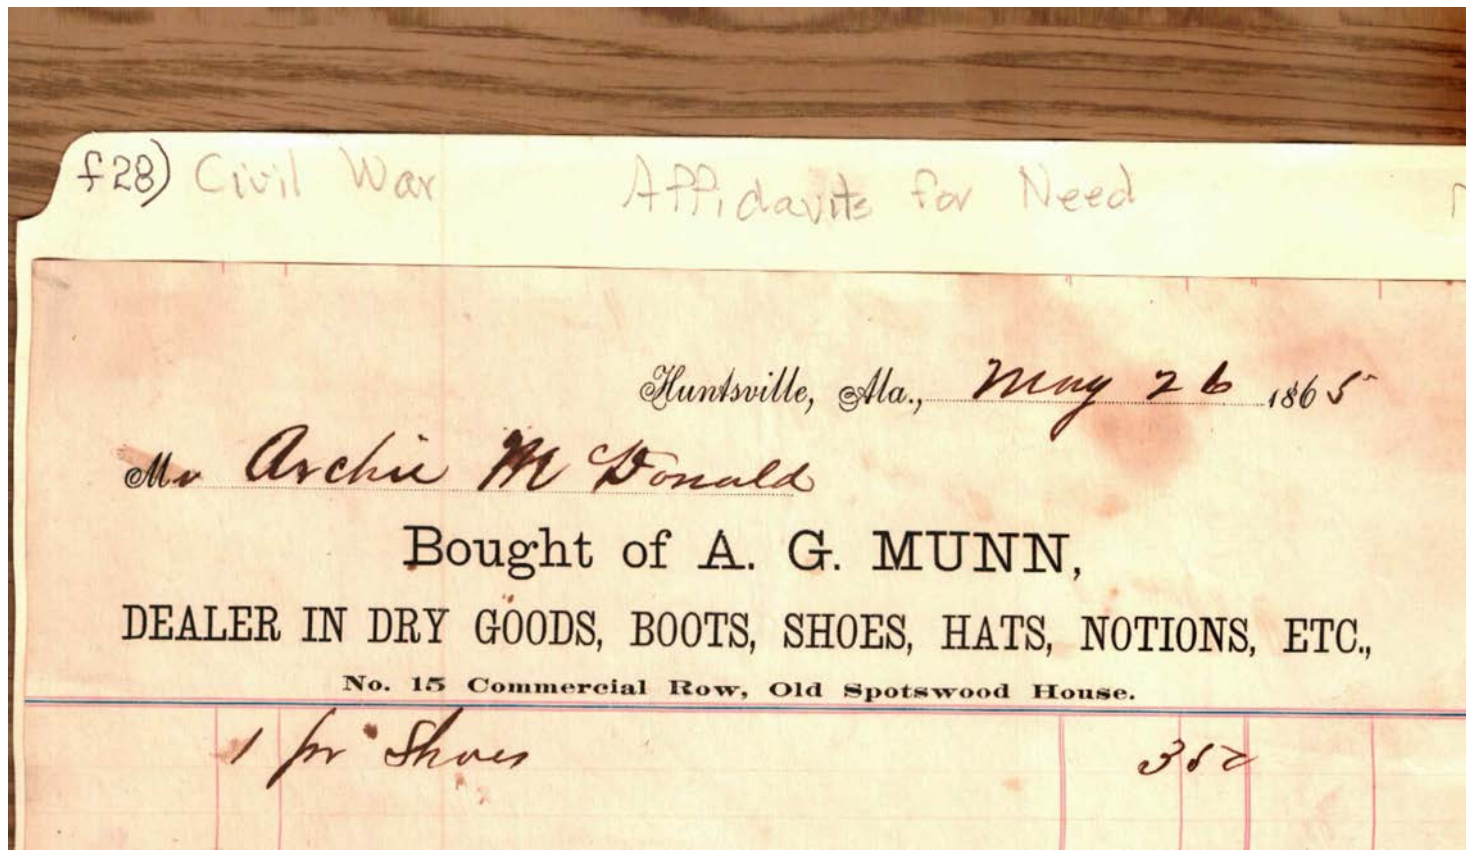 f28) Civil War Affidavits for Need
Huntsville, Ala., May 26 1865
Mr Archie McDonald
Bought of A. G. MUNN,
DEALER IN DRY GOODS, BOOTS, SHOES, HATS, NOTIONS, ETC.,
No. 15 Commercial Row, Old Spotswood House.
1 pr Shoes 350